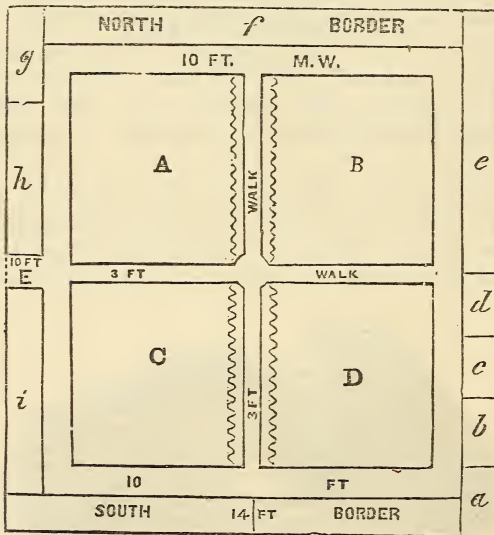 NORTH f BORDER
g
10 FT. M.W.
A B
h e
WALK
10 FT
E
3 FT WALK
d
C D
c
i 3 FT
b
10 FT
a
SOUTH 14 FT BORDER